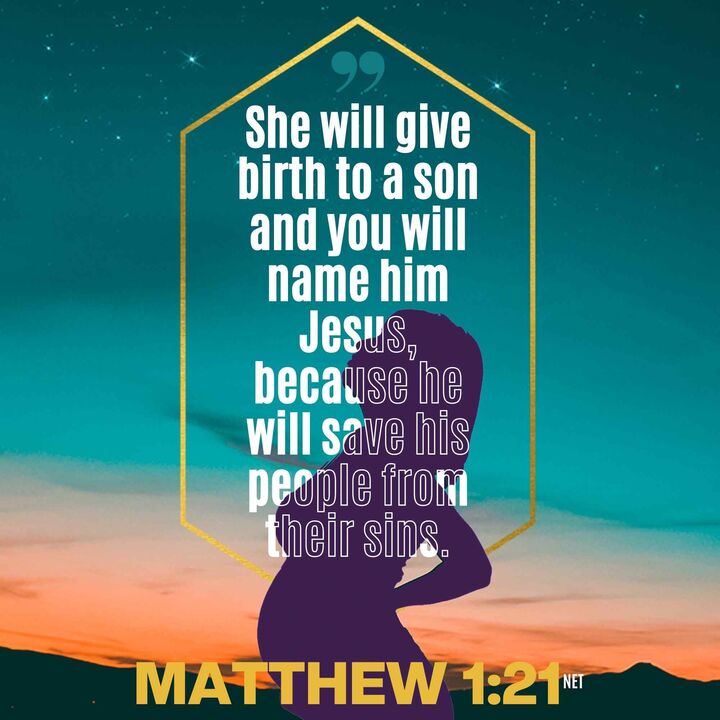 ”
She will give
birth to a son
and you will
name him
Jesus,
because he
will save his
people from
their sins.
MATTHEW 1:21 NET